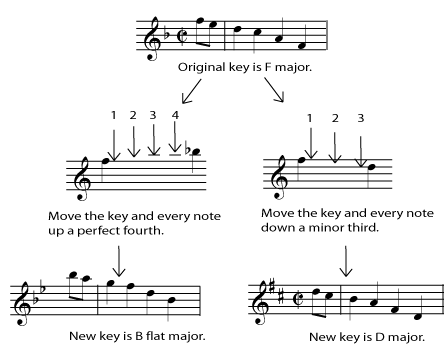 Original key is F major.
1 2 3 4
1 2 3
Move the key and every note
up a perfect fourth.
Move the key and every note
down a minor third.
New key is B flat major.
New key is D major.